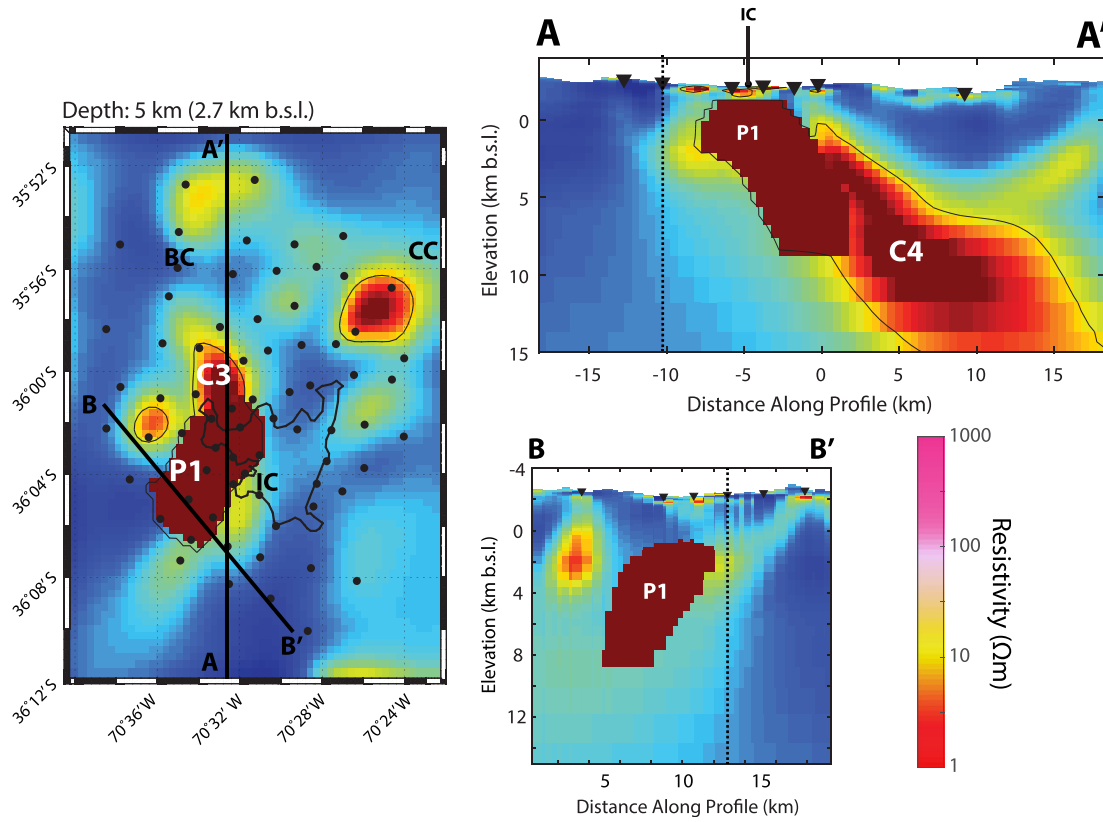 Depth: 5 km (2.7 km b.s.l.)
A'
BC
CC
C3
B
P1
IC
A
B'
35°52'S
35°56'S
36°00'S
36°04'S
36°08'S
36°12'S
70°36'W
70°32'W
70°28'W
70°24'W
A
IC
A'
P1
C4
Elevation (km b.s.l.)
0
5
10
15
-15
-10
-5
0
5
10
15
Distance Along Profile (km)
B
B'
P1
Elevation (km b.s.l.)
-4
0
4
8
12
5
10
15
Distance Along Profile (km)
1000
100
10
1
Resistivity (Ωm)